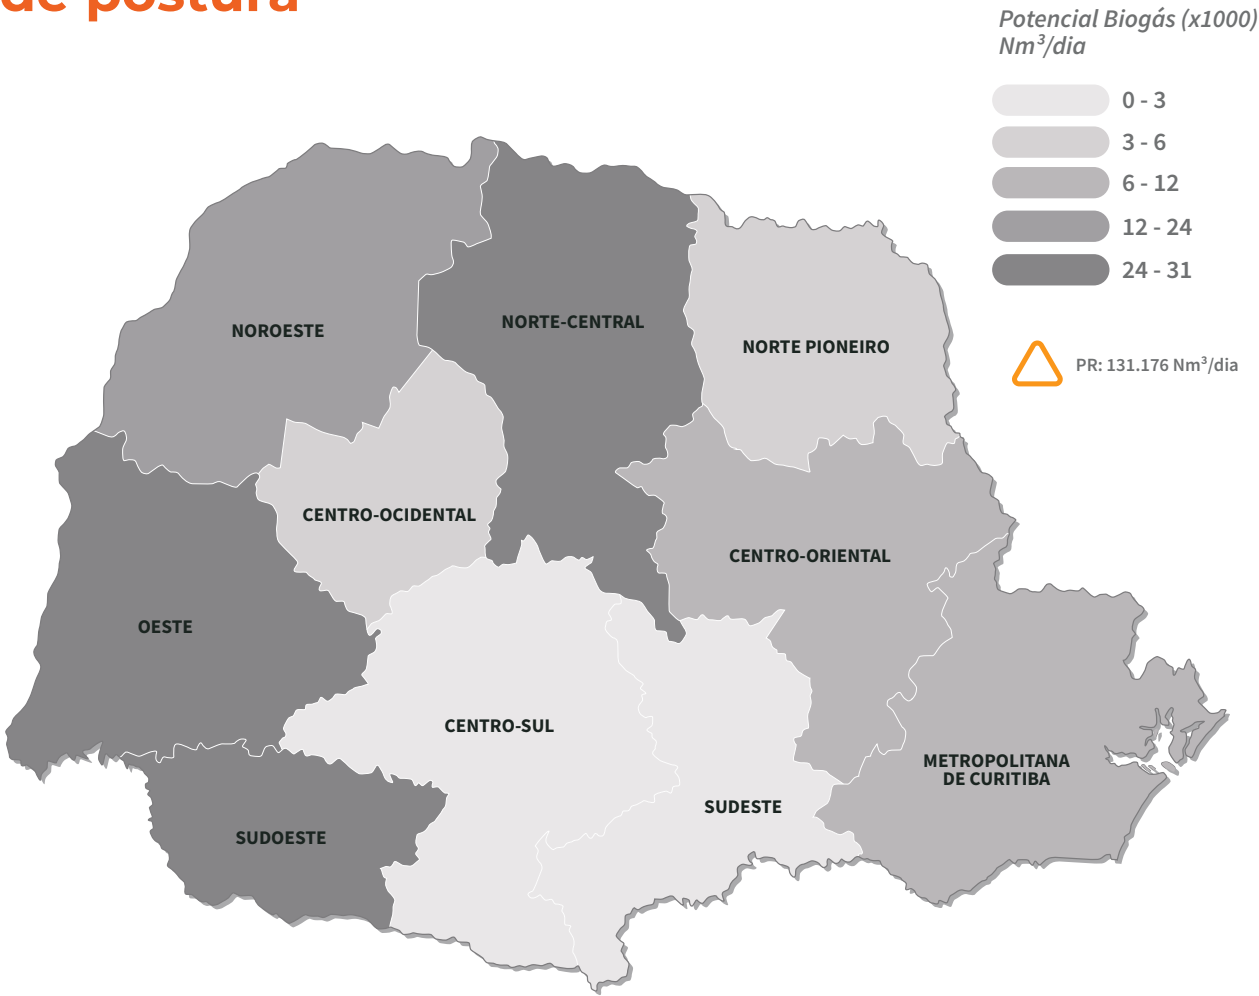 de postura
Potencial Biogás (x1000)
Nm³/dia
0 - 3
3 - 6
6 - 12
12 - 24
24 - 31
PR: 131.176 Nm³/dia
NOROESTE
NORTE-CENTRAL
NORTE PIONEIRO
CENTRO-OCIDENTAL
CENTRO-ORIENTAL
OESTE
CENTRO-SUL
METROPOLITANA
DE CURITIBA
SUDESTE
SUDOESTE